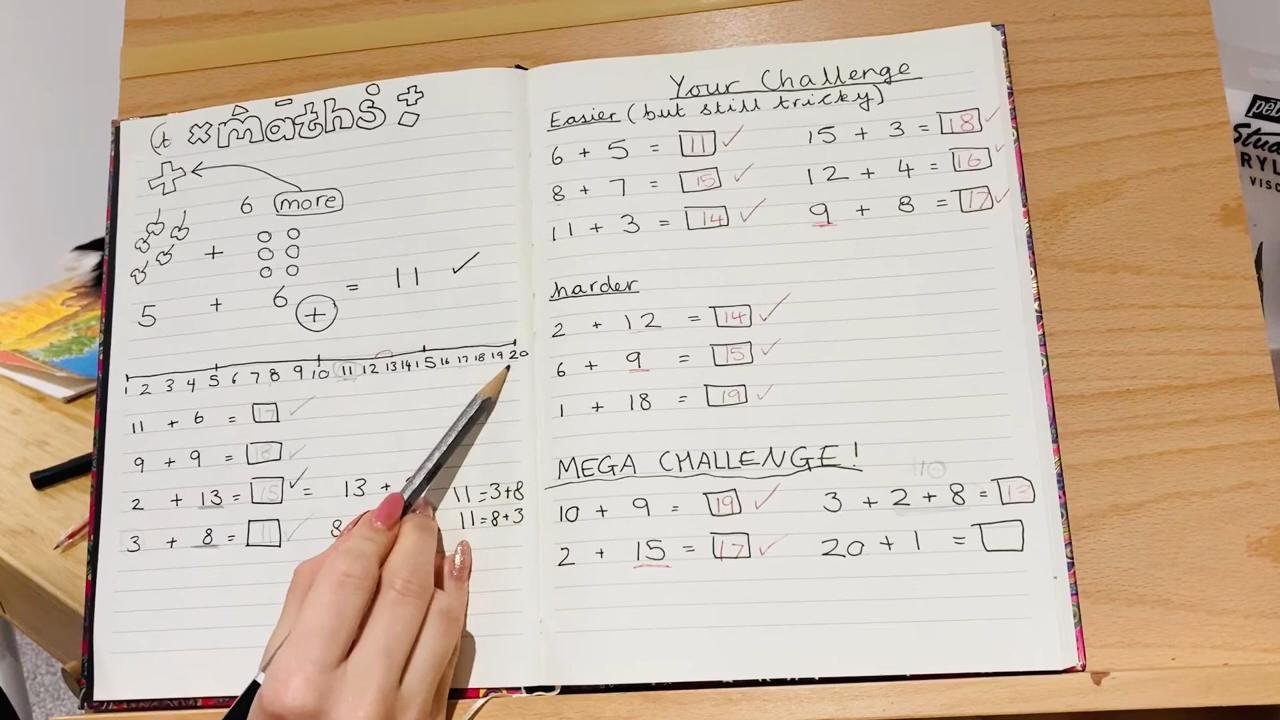 maths
6 more
+
5 + 6 = 11 ✓
+
1 2 3 4 5 6 7 8 9 10 11 12 13 14 15 16 17 18 19 20
11 + 6 = 17 ✓
9 + 9 = 18 ✓
2 + 13 = 15 ✓ = 13 +
3 + 8 = 11 ✓ 8
11 = 3+8
11 = 8+3
Your Challenge
Easier (but still tricky)
6 + 5 = 11 ✓
8 + 7 = 15 ✓
11 + 3 = 14 ✓
15 + 3 = 18 ✓
12 + 4 = 16 ✓
9 + 8 = 17 ✓
harder
2 + 12 = 14 ✓
6 + 9 = 15 ✓
1 + 18 = 19 ✓
MEGA CHALLENGE!
10 + 9 = 19 ✓
2 + 15 = 17 ✓
10
3 + 2 + 8 = 13
20 + 1 =